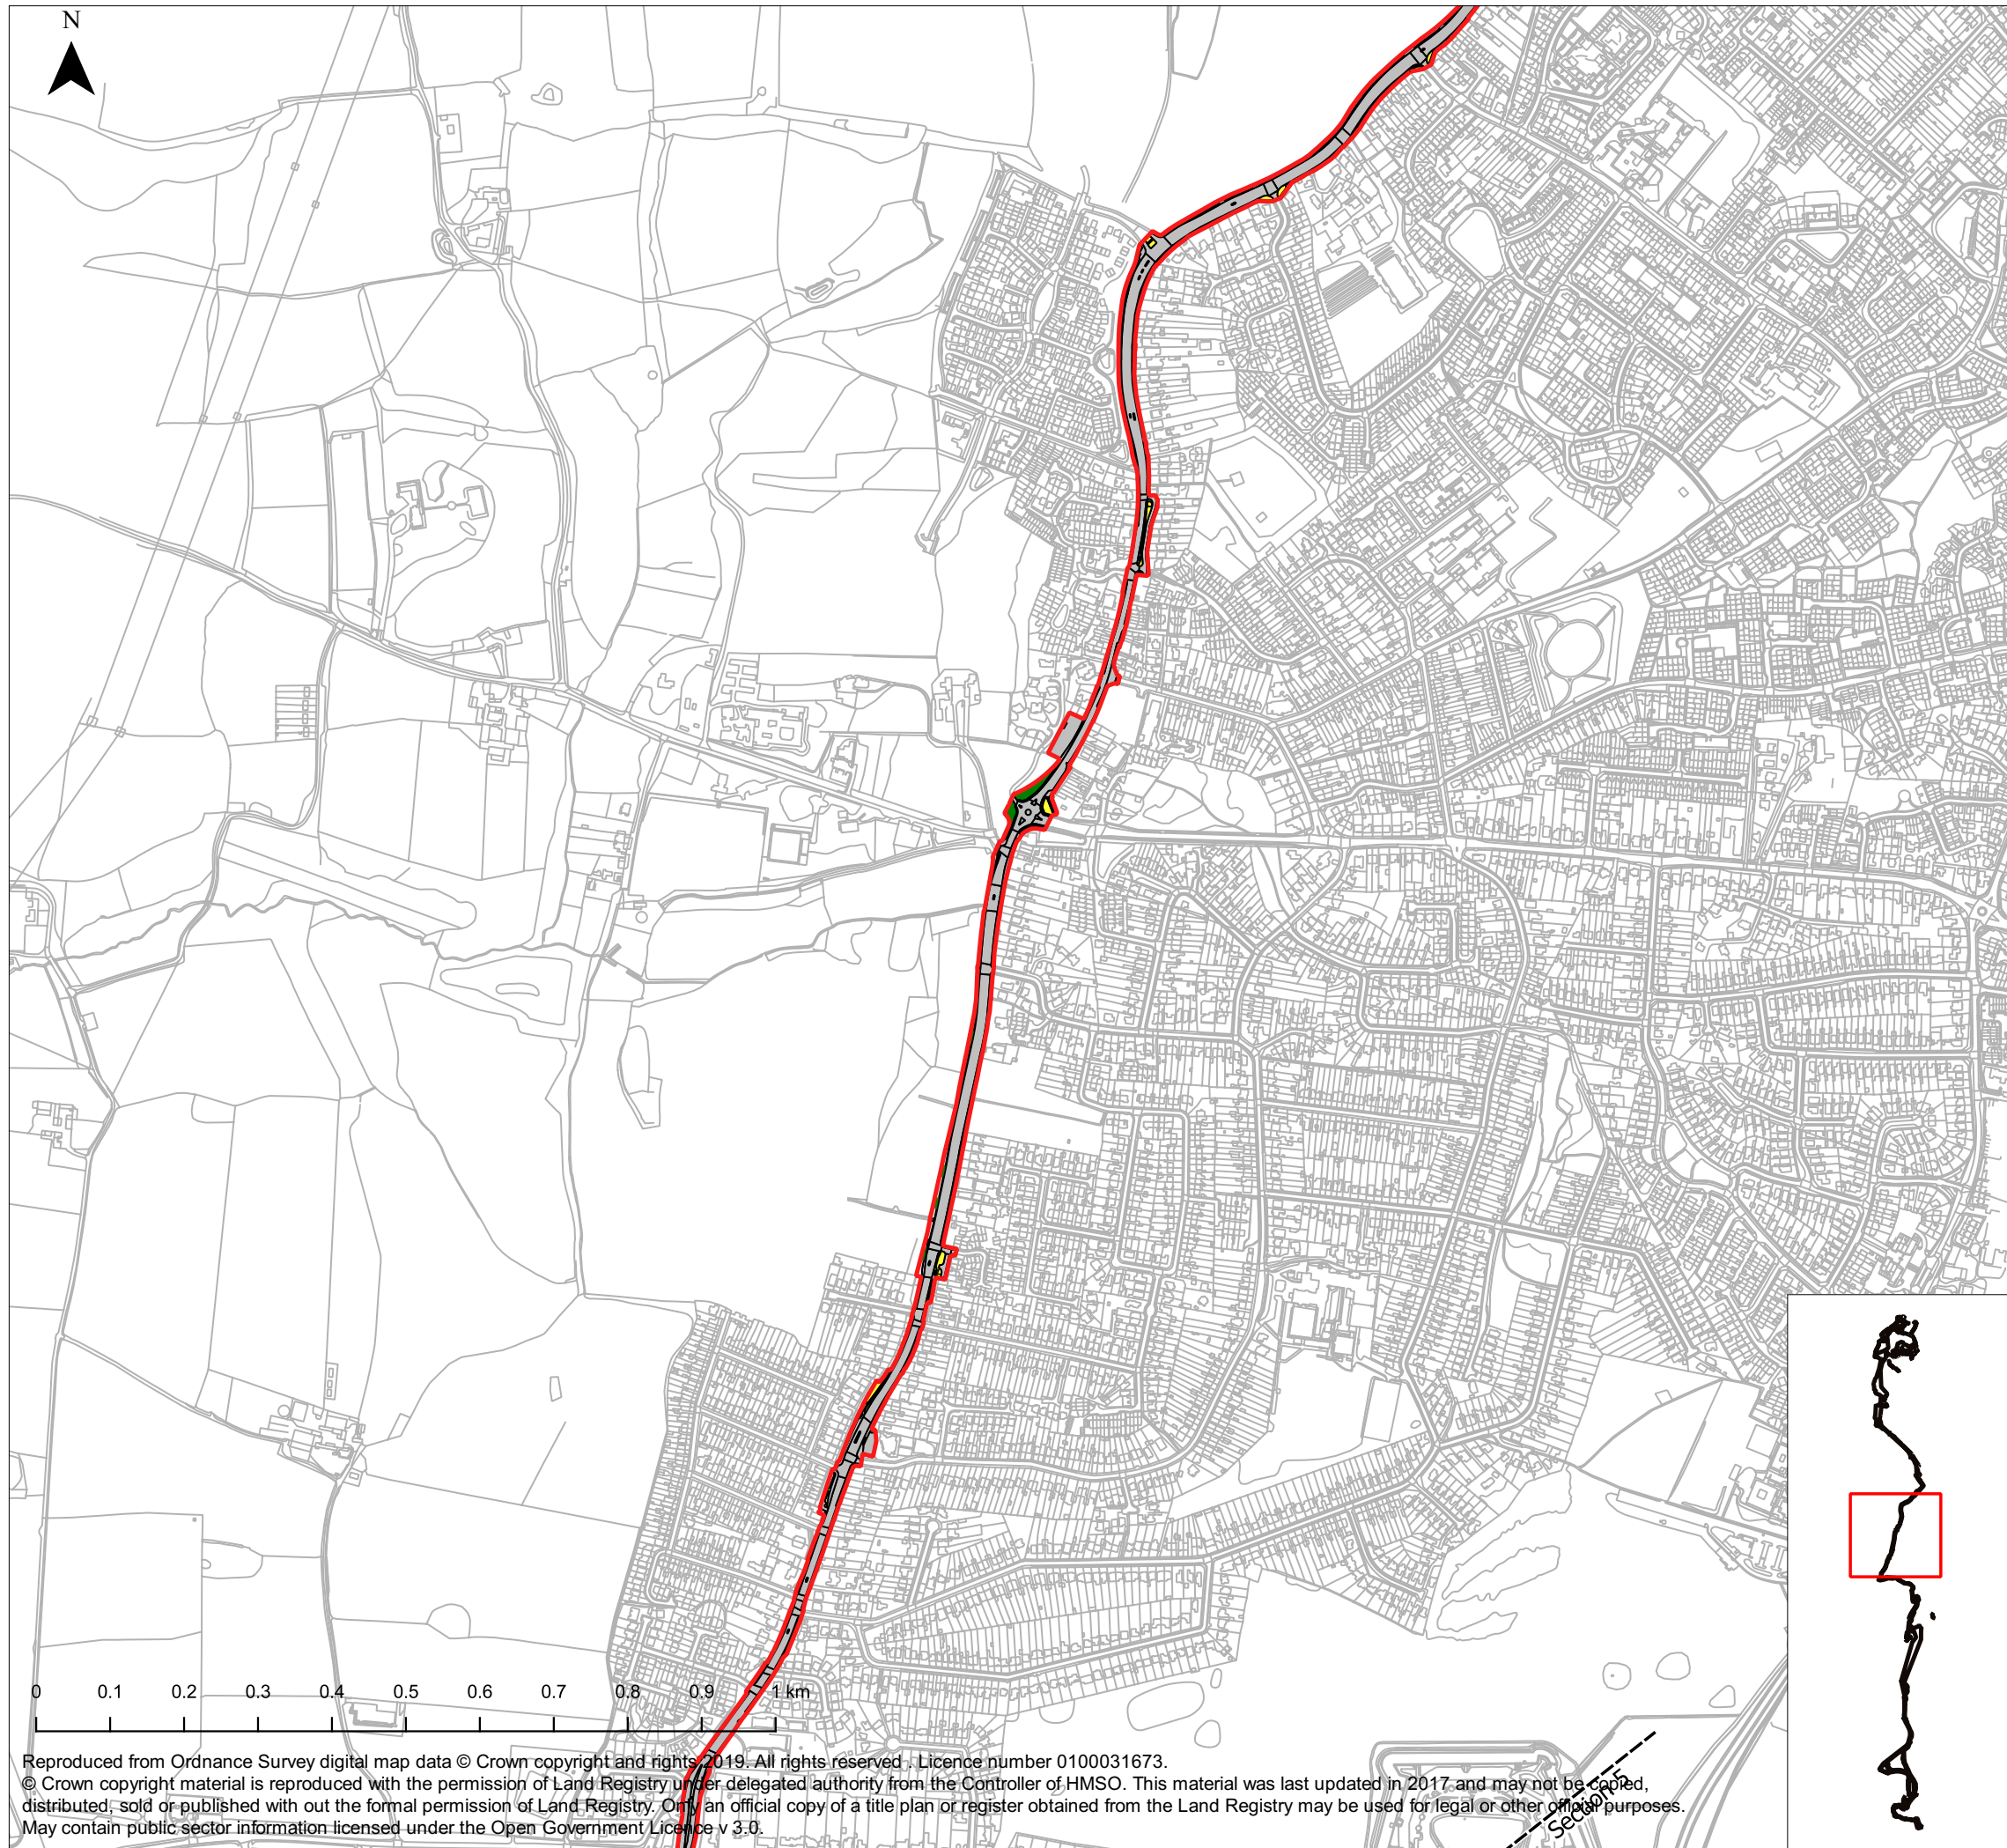 N
0 0.1 0.2 0.3 0.4 0.5 0.6 0.7 0.8 0.9 1 km
Reproduced from Ordnance Survey digital map data © Crown copyright and rights 2019. All rights reserved . Licence number 0100031673.
© Crown copyright material is reproduced with the permission of Land Registry under delegated authority from the Controller of HMSO. This material was last updated in 2017 and may not be copied,
distributed, sold or published with out the formal permission of Land Registry. Only an official copy of a title plan or register obtained from the Land Registry may be used for legal or other official purposes.
May contain public sector information licensed under the Open Government Licence v 3.0.
Section 5